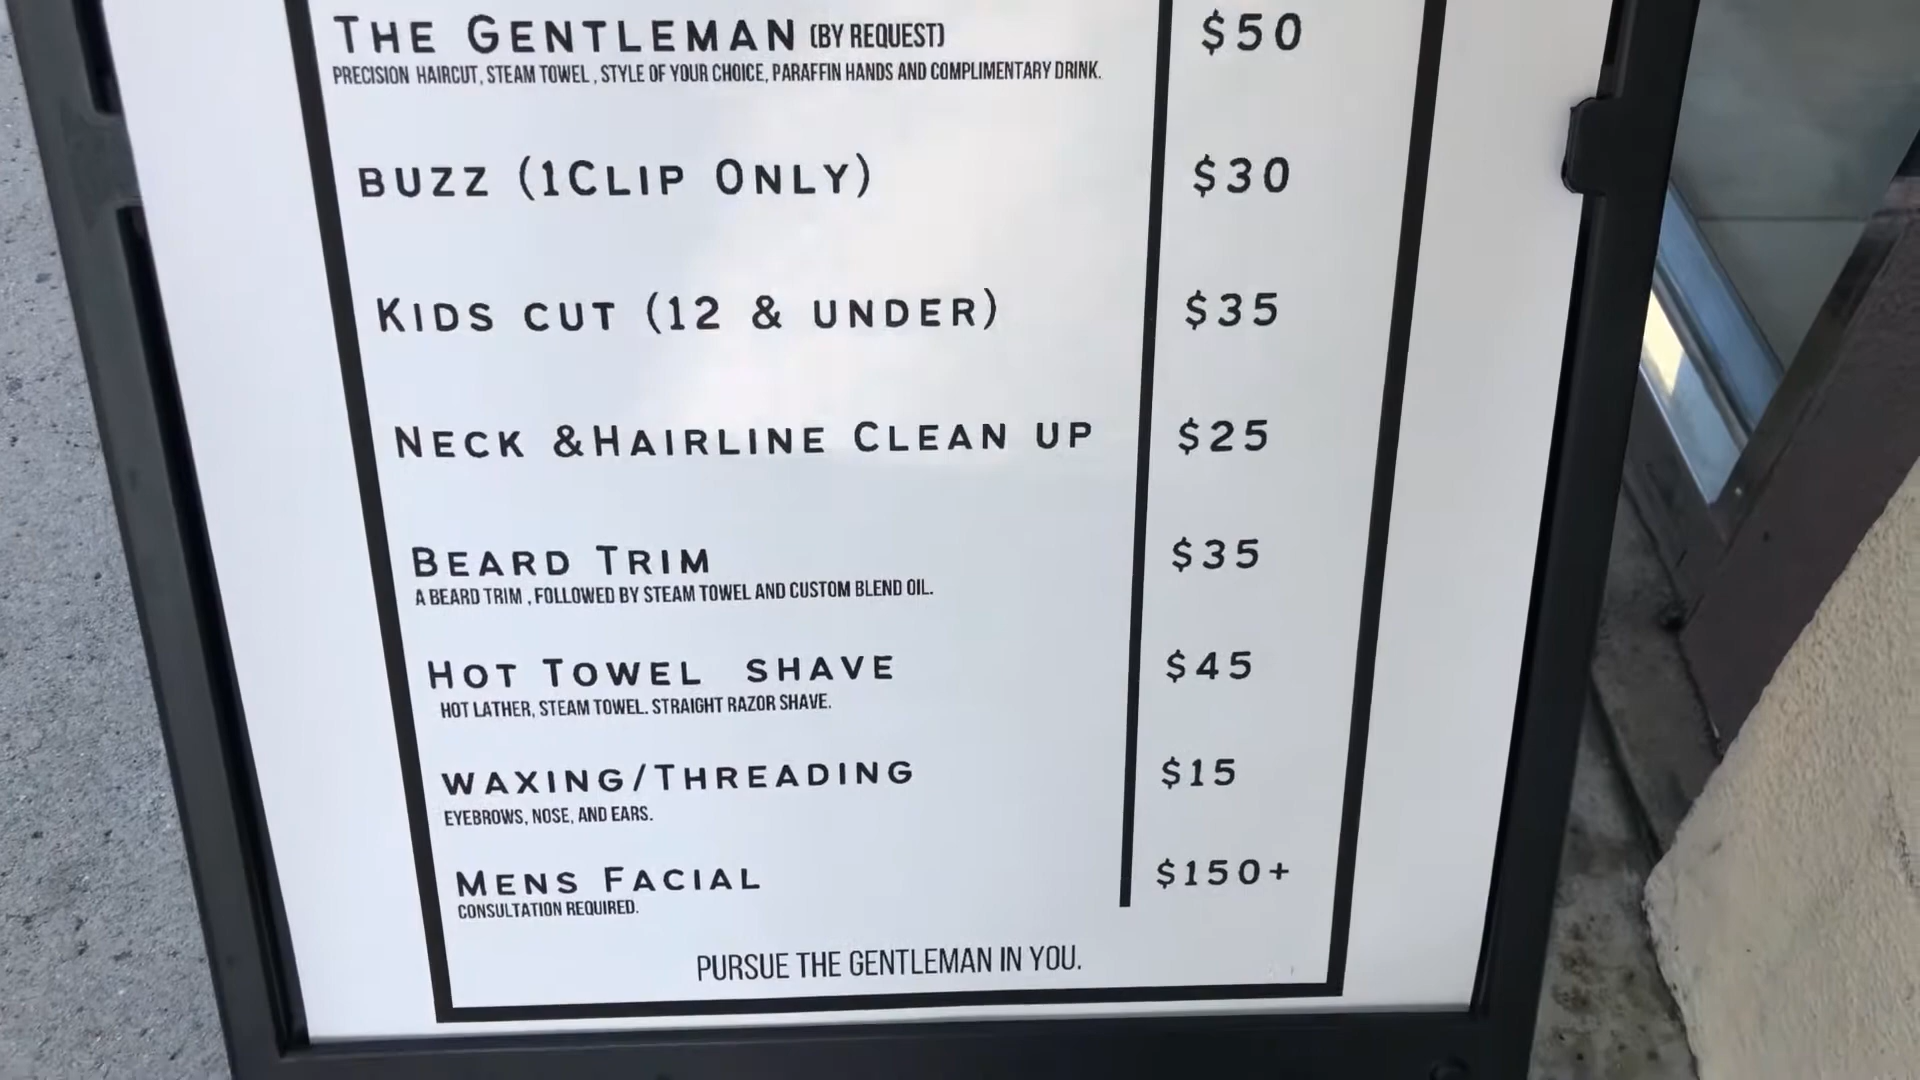 THE GENTLEMAN (BY REQUEST) $50
PRECISION HAIRCUT, STEAM TOWEL , STYLE OF YOUR CHOICE, PARAFFIN HANDS AND COMPLIMENTARY DRINK.
BUZZ (1CLIP ONLY) $30
KIDS CUT (12 & UNDER) $35
NECK &HAIRLINE CLEAN UP $25
BEARD TRIM $35
A BEARD TRIM , FOLLOWED BY STEAM TOWEL AND CUSTOM BLEND OIL.
HOT TOWEL SHAVE $45
HOT LATHER, STEAM TOWEL. STRAIGHT RAZOR SHAVE.
WAXING/THREADING $15
EYEBROWS, NOSE, AND EARS.
MENS FACIAL $150+
CONSULTATION REQUIRED.
PURSUE THE GENTLEMAN IN YOU.